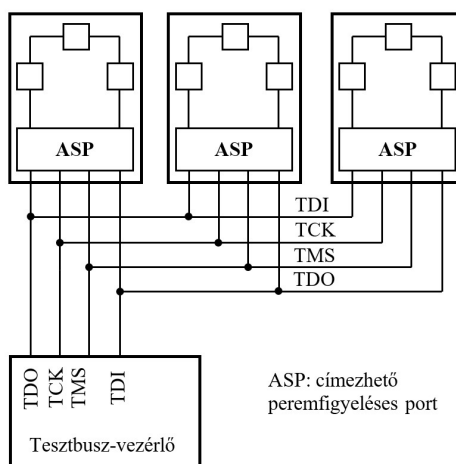 ASP
ASP
ASP
TDI
TCK
TMS
TDO
TDO
TCK
TMS
TDI
ASP: címezhető
peremfigyeléses port
Tesztbusz-vezérlő